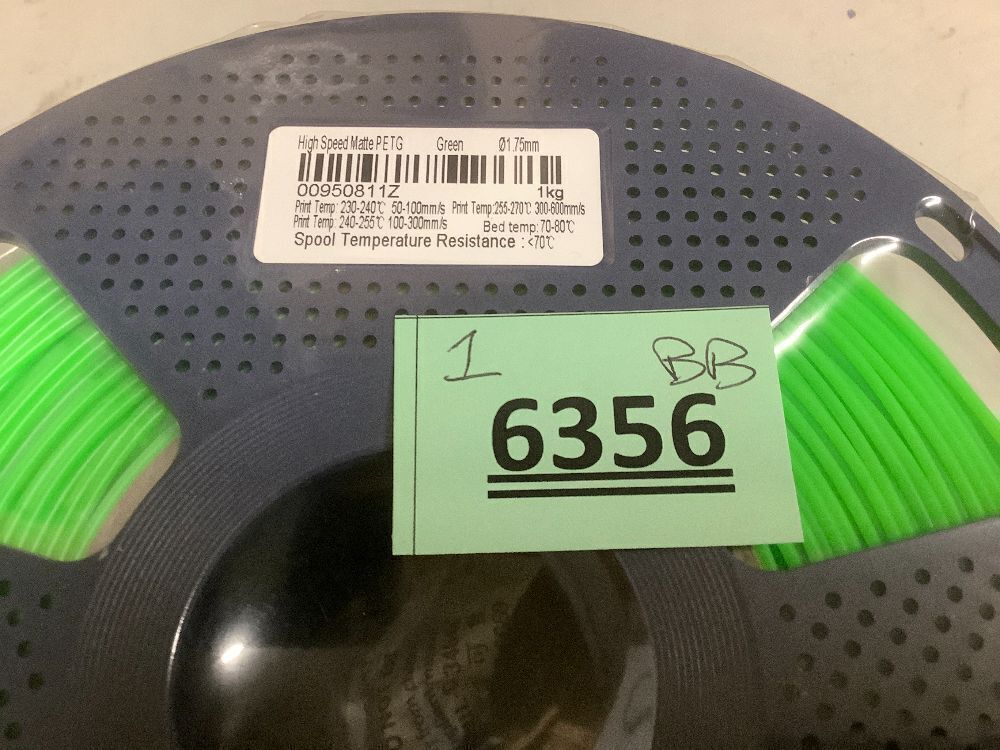 High Speed Matte PETG Green Ø1.75mm
00950811Z 1kg
Print Temp: 230-240℃ 50-100mm/s Print Temp:255-270℃ 300-600mm/s
Print Temp: 240-255℃ 100-300mm/s Bed temp:70-80℃
Spool Temperature Resistance : <70℃
1 BB
6356